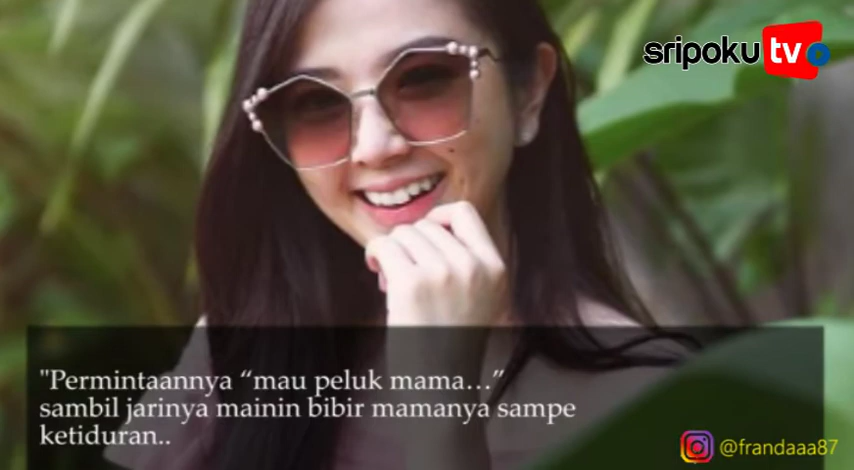 sripoku tv
"Permintaannya “mau peluk mama...”
sambil jarinya mainin bibir mamanya sampe
ketiduran..
@frandaaa87